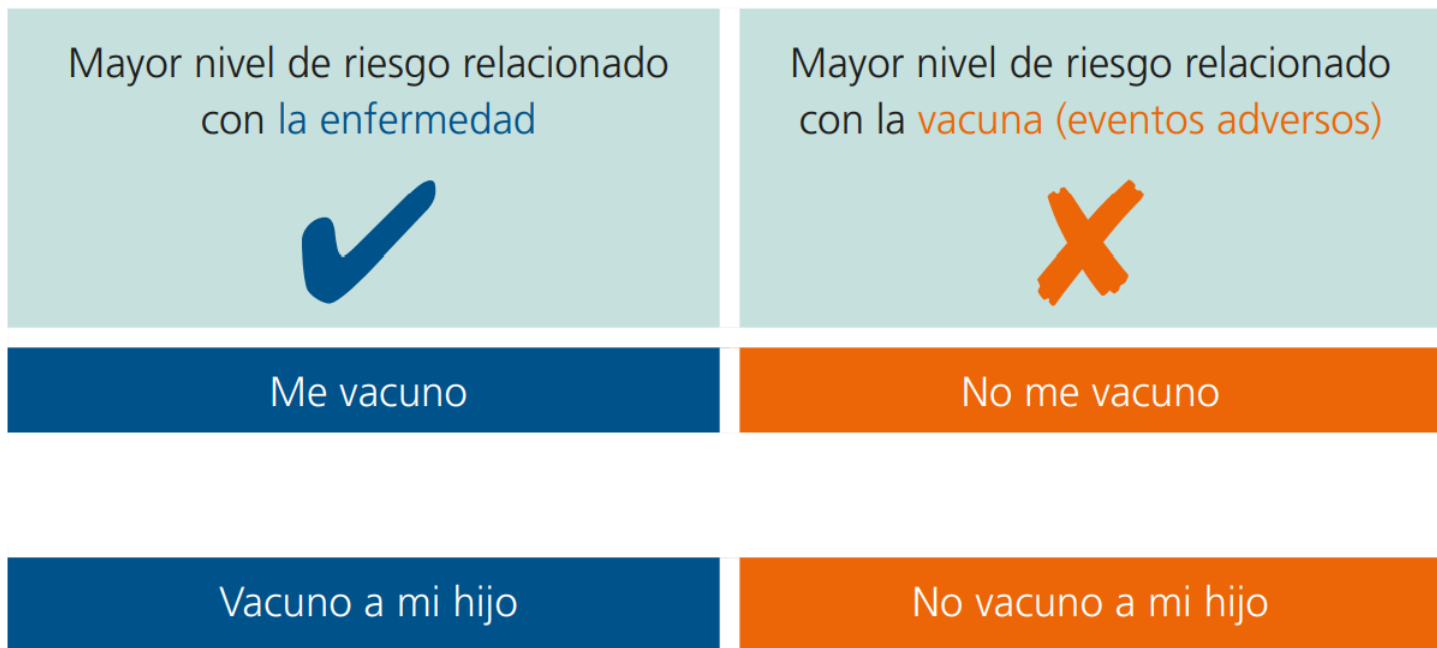 Mayor nivel de riesgo relacionado
con la enfermedad
Mayor nivel de riesgo relacionado
con la vacuna (eventos adversos)
Me vacuno
No me vacuno
Vacuno a mi hijo
No vacuno a mi hijo